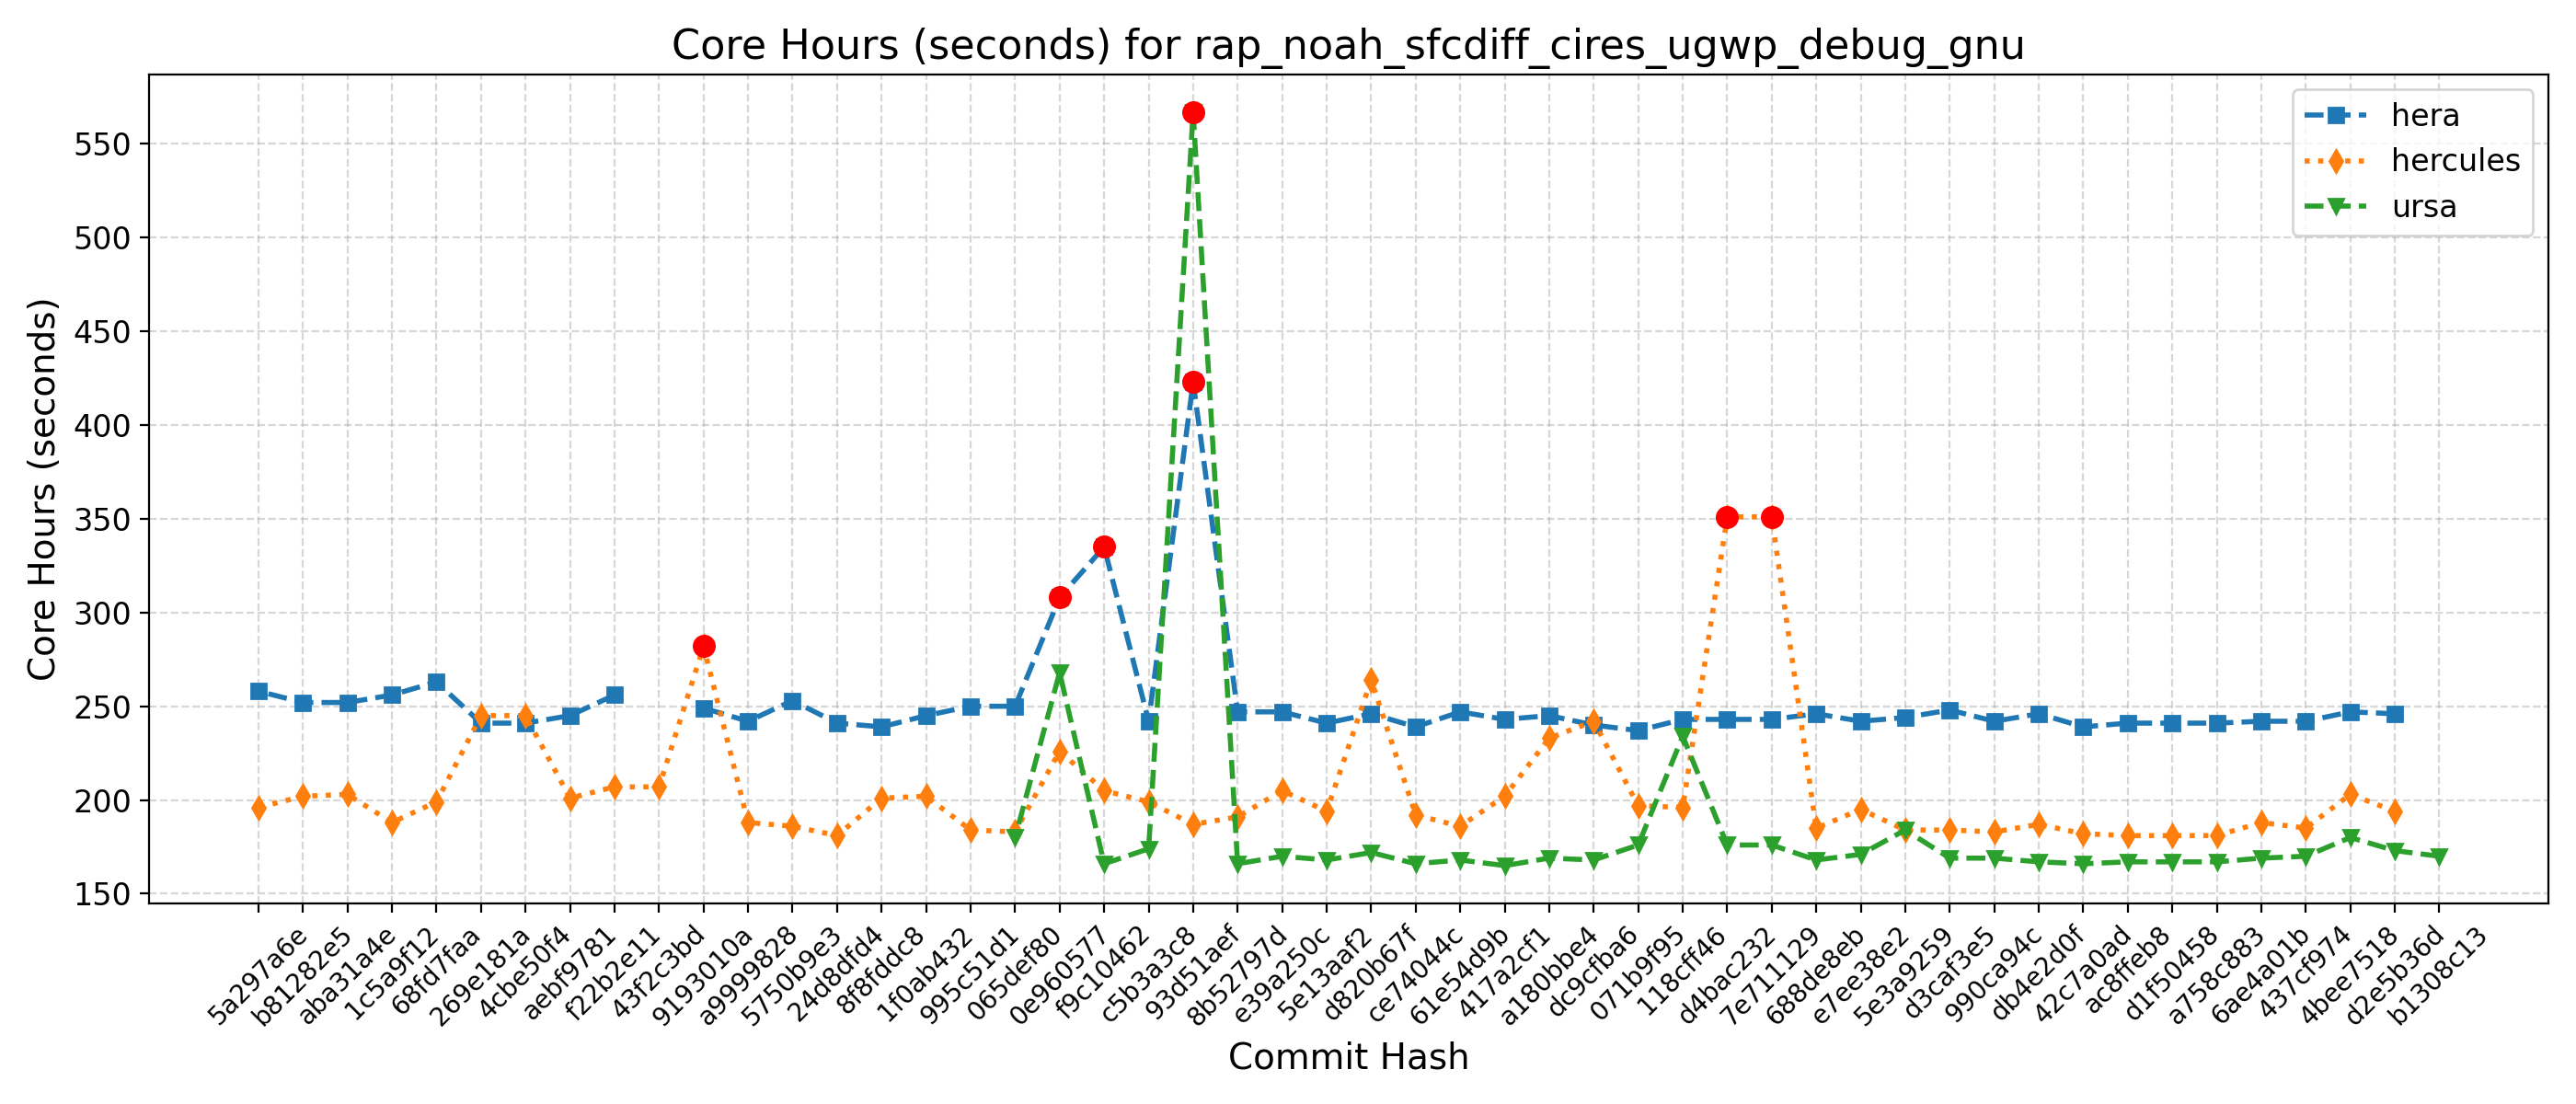 Core Hours (seconds) for rap_noah_sfcdiff_cires_ugwp_debug_gnu
hera
hercules
ursa
Core Hours (seconds)
550
500
450
400
350
300
250
200
150
5a297a6e
b81282e5
aba31a4e
1c5a9f12
68fd7faa
269e181a
4cbe50f4
aebf9781
f22b2e11
43f2c3bd
9193010a
a9999828
5750b9e3
24d8dfd4
8f8fddc8
1f0ab432
995c51d1
065def80
0e960577
f9c10462
c5b3a3c8
93d51aef
8b52797d
e39a250c
5e13aaf2
d820b67f
ce74044c
61e54d9b
417a2cf1
a180bbe4
dc9cfba6
071b9f95
118cff46
d4bac232
7e711129
688de8eb
e7ee38e2
5e3a9259
d3caf3e5
990ca94c
db4e2d0f
42c7a0ad
ac8ffeb8
d1f50458
a758c883
6ae4a01b
437cf974
4bee7518
d2e5b36d
b1308c13
Commit Hash